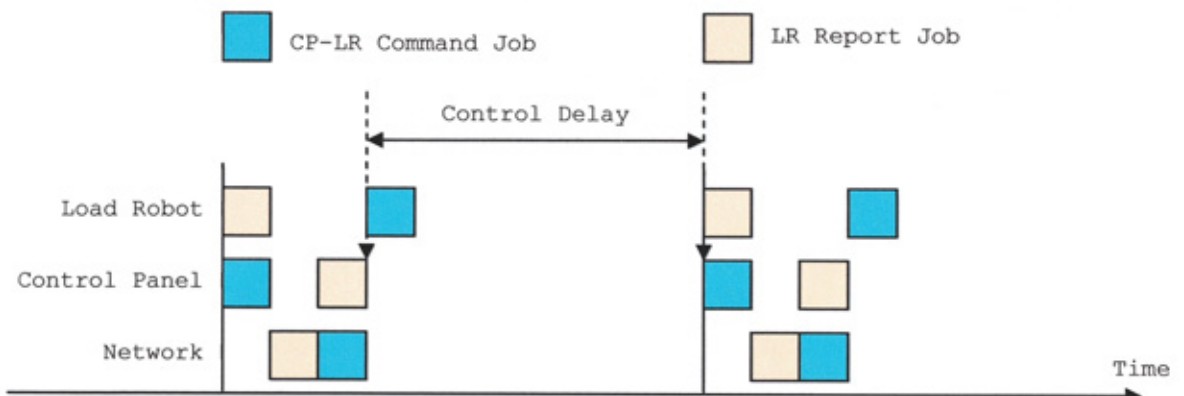 CP-LR Command Job
LR Report Job
Control Delay
Load Robot
Control Panel
Network
Time